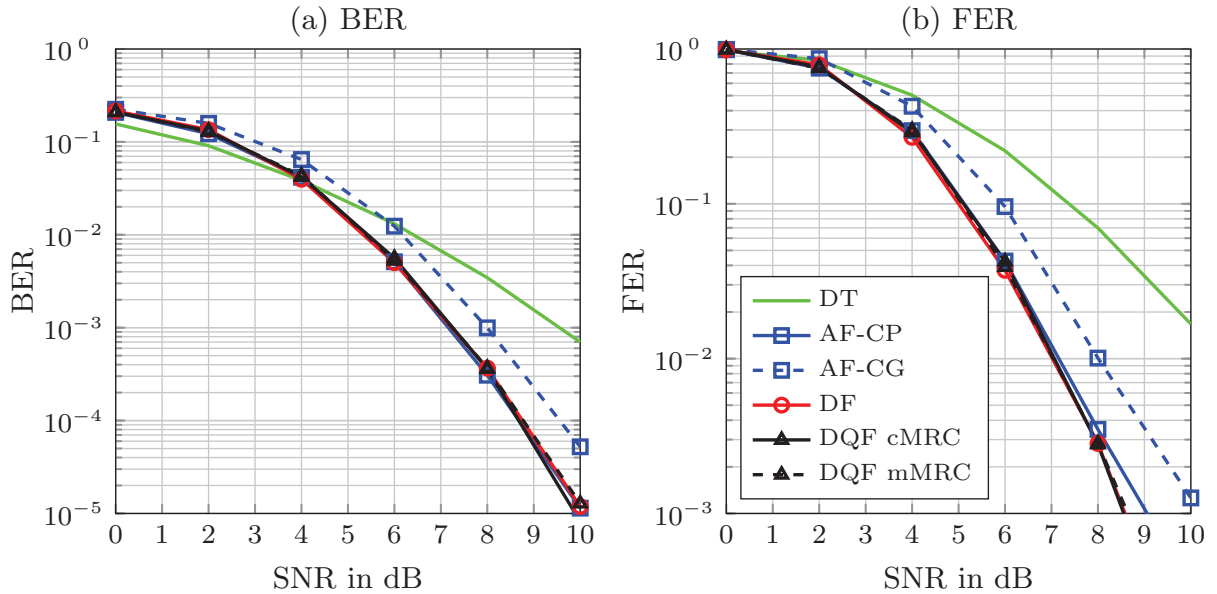 (a) BER
10^0
10^-1
10^-2
10^-3
10^-4
10^-5
BER
0 1 2 3 4 5 6 7 8 9 10
SNR in dB
(b) FER
10^0
10^-1
10^-2
10^-3
FER
DT
AF-CP
AF-CG
DF
DQF cMRC
DQF mMRC
0 1 2 3 4 5 6 7 8 9 10
SNR in dB